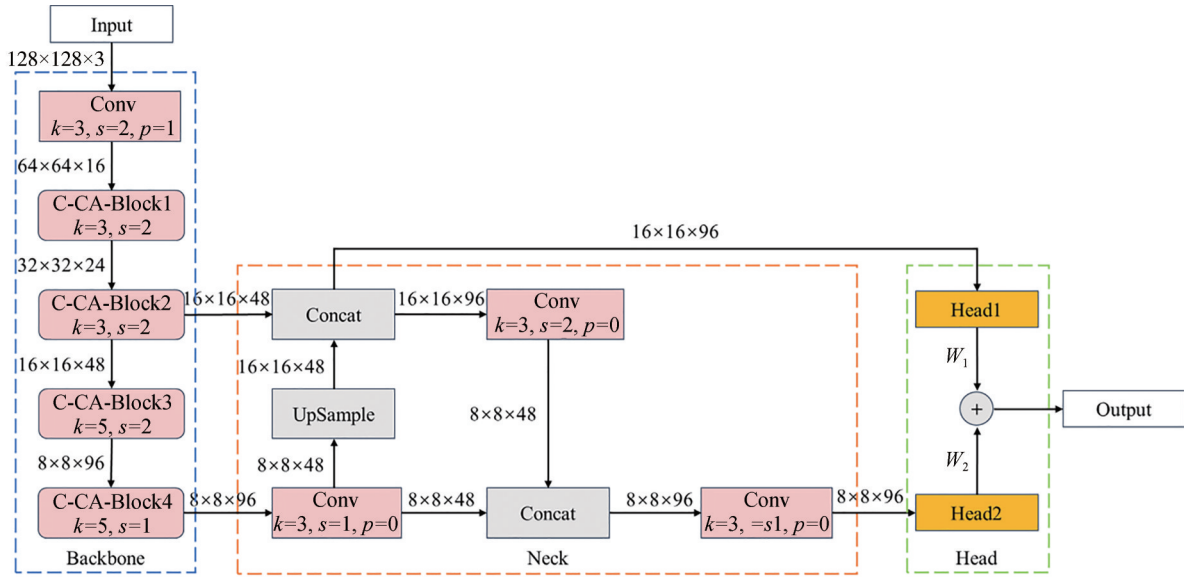 Input
128×128×3
Conv
k=3, s=2, p=1
64×64×16
C-CA-Block1
k=3, s=2
32×32×24
C-CA-Block2
k=3, s=2
16×16×48
C-CA-Block3
k=5, s=2
8×8×96
C-CA-Block4
k=5, s=1
Backbone
16×16×48
Concat
16×16×96
Conv
k=3, s=2, p=0
16×16×96
16×16×48
UpSample
8×8×48
8×8×48
8×8×96
Conv
k=3, s=1, p=0
8×8×48
Concat
8×8×96
Conv
k=3, =s1, p=0
8×8×96
Neck
Head1
W1
+
Output
W2
Head2
Head